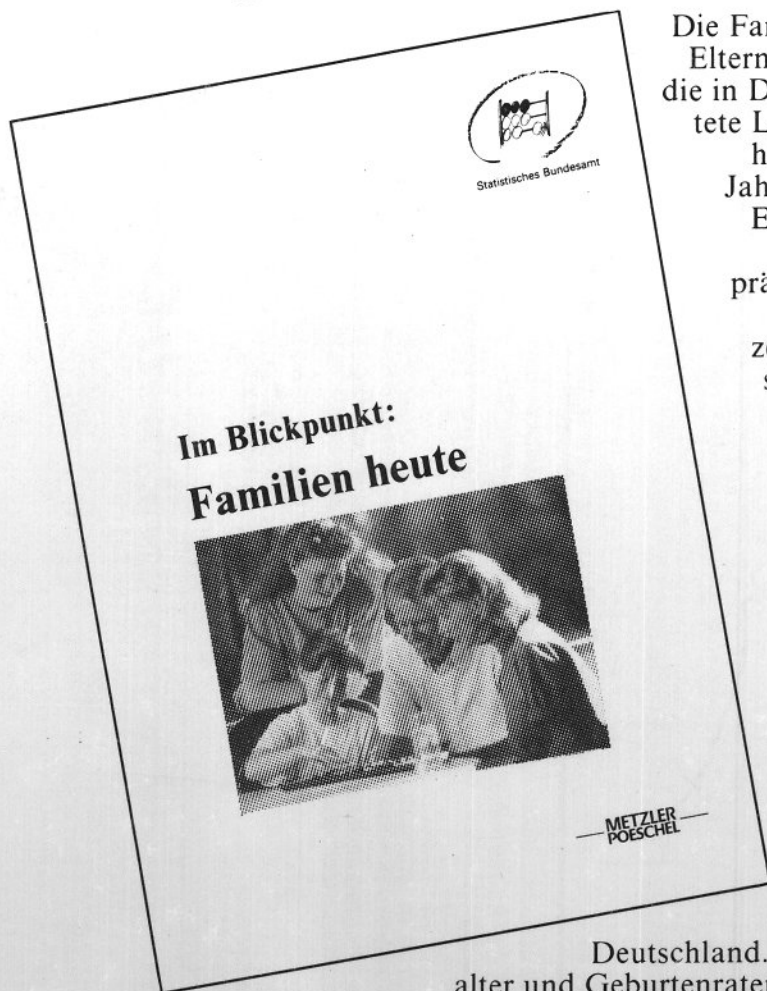 Statistisches Bundesamt
Im Blickpunkt:
Familien heute
METZLER
POESCHEL
Die Fa
Eltern
die in D
tete L
h
Jah
E
prä
z
s
Deutschland.
alter und Geburtenraten